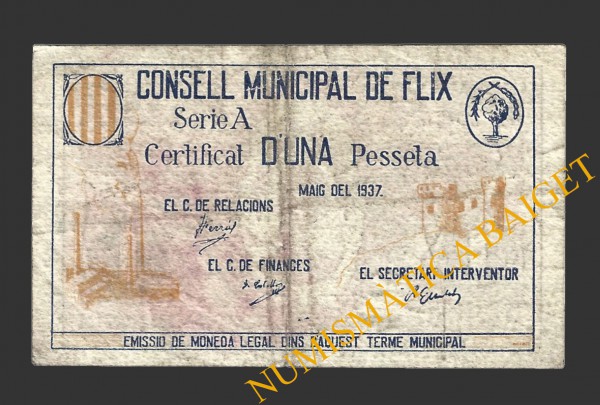 CONSELL MUNICIPAL DE FLIX
Serie A
Certificat D'UNA Pesseta
MAIG DEL 1937.
EL C. DE RELACIONS
EL C. DE FINANCES
EL SECRETARI INTERVENTOR
EMISSIO DE MONEDA LEGAL DINS D'AQUEST TERME MUNICIPAL
NUMISMÀTICA BAIGET